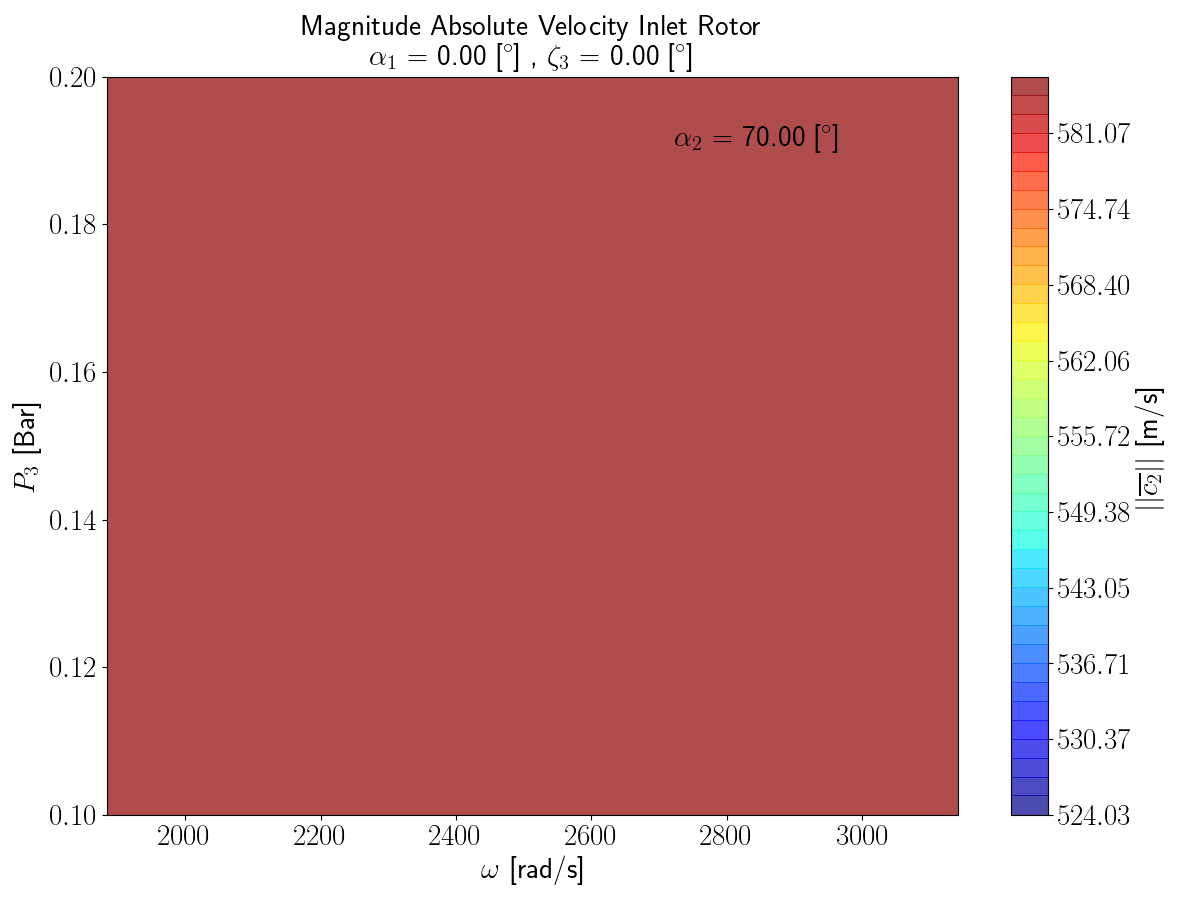 Magnitude Absolute Velocity Inlet Rotor
α₁ = 0.00 [°] , ζ₃ = 0.00 [°]
α₂ = 70.00 [°]
0.20
0.18
0.16
0.14
0.12
0.10
P₃ [Bar]
2000 2200 2400 2600 2800 3000
ω [rad/s]
581.07
574.74
568.40
562.06
555.72
549.38
543.05
536.71
530.37
524.03
||c̅₂|| [m/s]